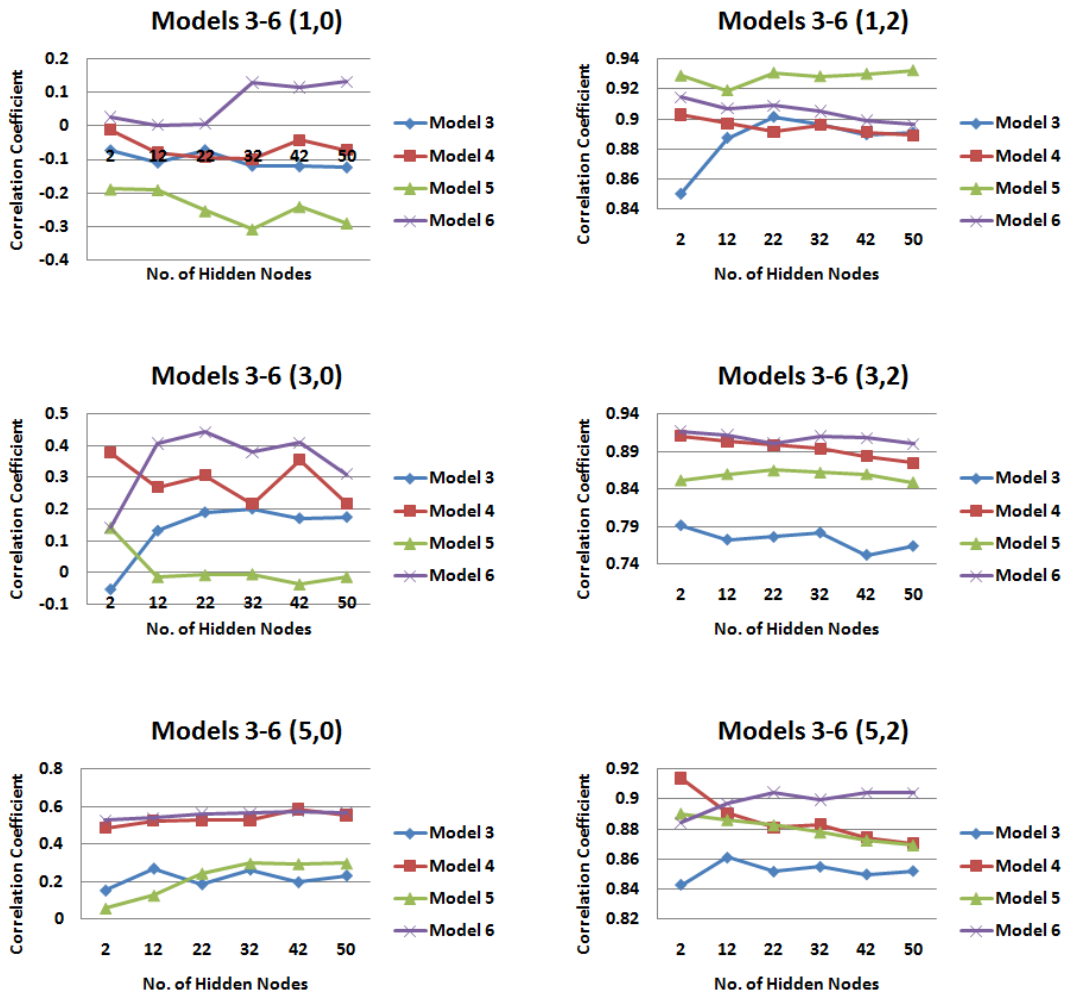 Models 3-6 (1,0)
Correlation Coefficient
0.2
0.1
0
-0.1
-0.2
-0.3
-0.4
2 12 22 32 42 50
No. of Hidden Nodes
Model 3
Model 4
Model 5
Model 6
Models 3-6 (1,2)
Correlation Coefficient
0.94
0.92
0.9
0.88
0.86
0.84
2 12 22 32 42 50
No. of Hidden Nodes
Model 3
Model 4
Model 5
Model 6
Models 3-6 (3,0)
Correlation Coefficient
0.5
0.4
0.3
0.2
0.1
0
-0.1
2 12 22 32 42 50
No. of Hidden Nodes
Model 3
Model 4
Model 5
Model 6
Models 3-6 (3,2)
Correlation Coefficient
0.94
0.89
0.84
0.79
0.74
2 12 22 32 42 50
No. of Hidden Nodes
Model 3
Model 4
Model 5
Model 6
Models 3-6 (5,0)
Correlation Coefficient
0.8
0.6
0.4
0.2
0
2 12 22 32 42 50
No. of Hidden Nodes
Model 3
Model 4
Model 5
Model 6
Models 3-6 (5,2)
Correlation Coefficient
0.92
0.9
0.88
0.86
0.84
0.82
2 12 22 32 42 50
No. of Hidden Nodes
Model 3
Model 4
Model 5
Model 6